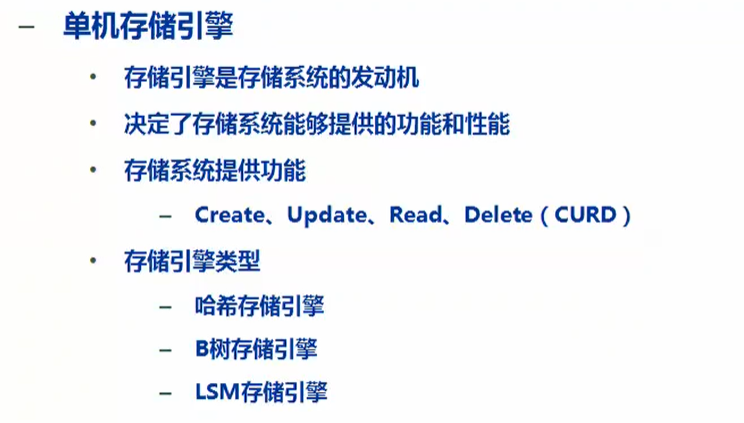 – 单机存储引擎
• 存储引擎是存储系统的发动机
• 决定了存储系统能够提供的功能和性能
• 存储系统提供功能
– Create、Update、Read、Delete（CURD）
• 存储引擎类型
– 哈希存储引擎
– B树存储引擎
– LSM存储引擎